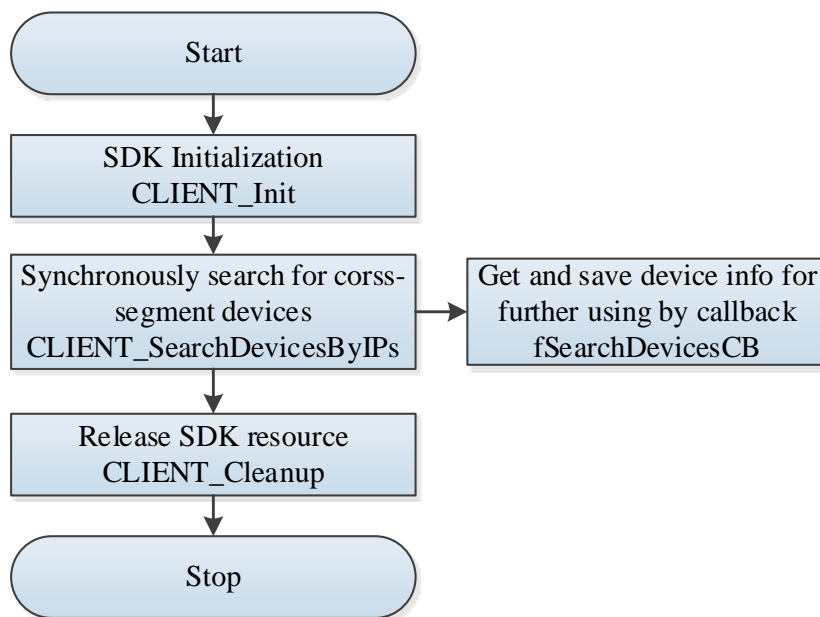 Start
SDK Initialization
CLIENT_Init
Synchronously search for corss-
segment devices
CLIENT_SearchDevicesByIPs
Get and save device info for
further using by callback
fSearchDevicesCB
Release SDK resource
CLIENT_Cleanup
Stop